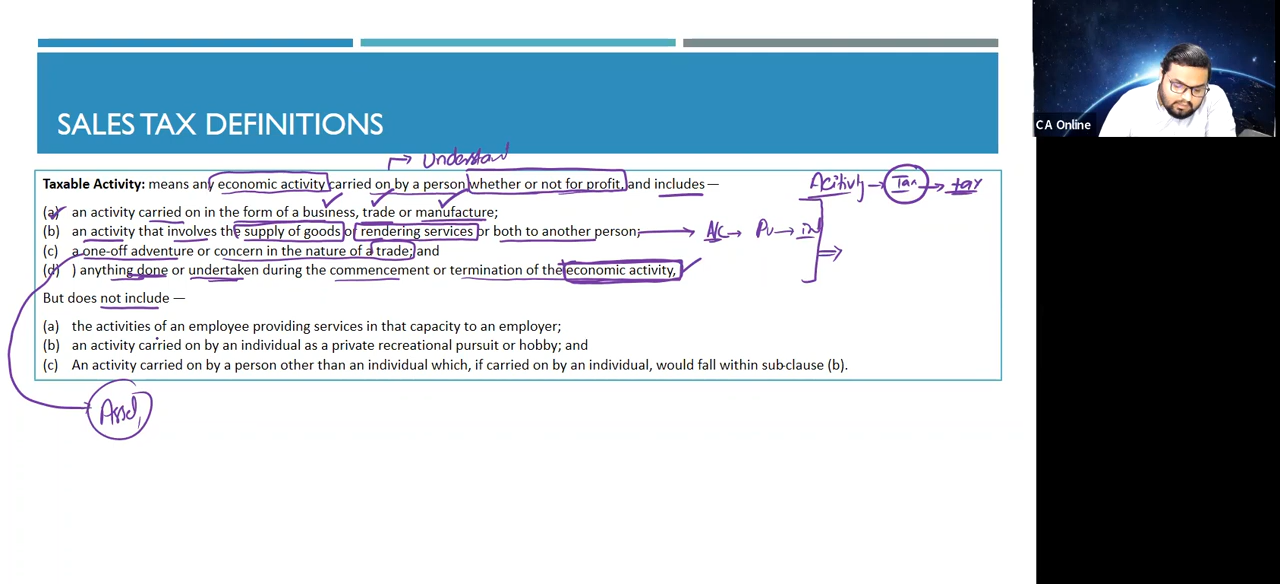 SALES TAX DEFINITIONS
CA Online
Understand
Taxable Activity: means any economic activity carried on by a person whether or not for profit, and includes —
(a) an activity carried on in the form of a business, trade or manufacture;
(b) an activity that involves the supply of goods or rendering services or both to another person;
(c) a one-off adventure or concern in the nature of a trade; and
(d) ) anything done or undertaken during the commencement or termination of the economic activity,
But does not include —
(a) the activities of an employee providing services in that capacity to an employer;
(b) an activity carried on by an individual as a private recreational pursuit or hobby; and
(c) An activity carried on by a person other than an individual which, if carried on by an individual, would fall within sub-clause (b).
Tax → tax
A/C →